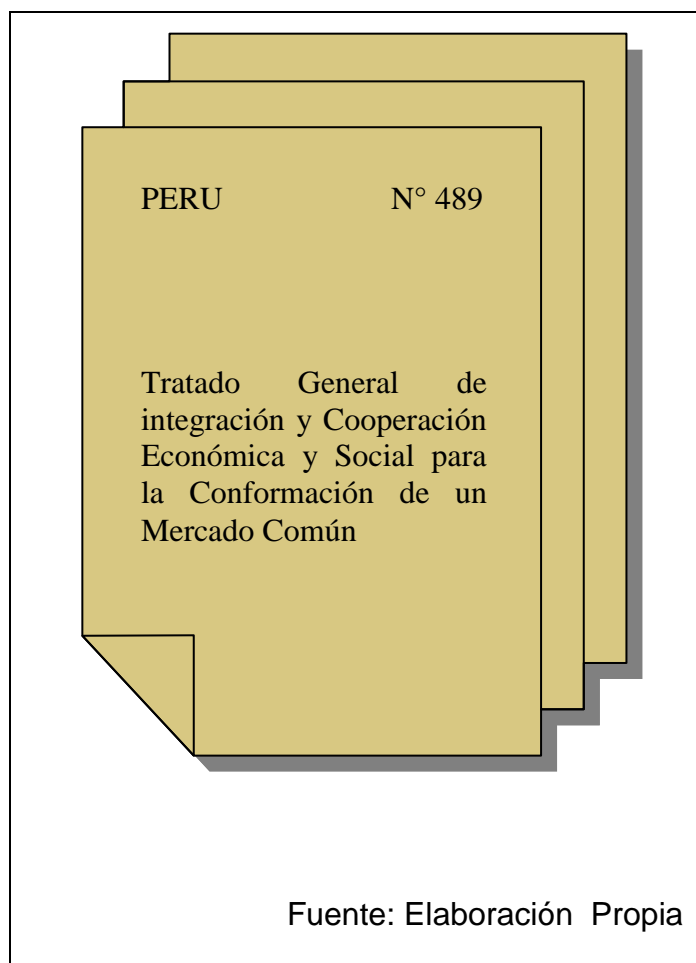 PERU N° 489
Tratado General de
integración y Cooperación
Económica y Social para
la Conformación de un
Mercado Común
Fuente: Elaboración Propia